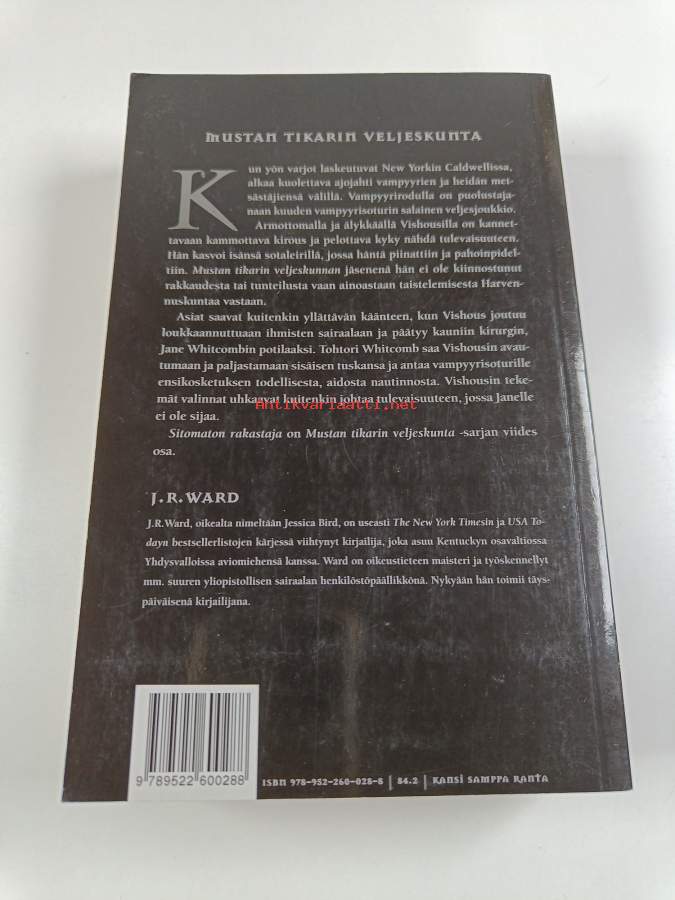 MUSTAN TIKARIN VELJESKUNTA
Kun yön varjot laskeutuvat New Yorkin Caldwellissa,
alkaa kuolettava ajojahti vampyyrien ja heidän met-
sästäjiensä välillä. Vampyyrirodulla on puolustaja-
naan kuuden vampyyrisoturin salainen veljesjoukkio.
Armottomalla ja älykkäällä Vishousilla on kannet-
tavaan kammottava kirous ja pelottava kyky nähdä tulevaisuuteen.
Hän kasvoi isänsä sotaleirillä, jossa häntä piinattiin ja pahoinpidel-
tiin. Mustan tikarin veljeskunnan jäsenenä hän ei ole kiinnostunut
rakkaudesta tai tunteilusta vaan ainoastaan taistelemisesta Harven-
nuskuntaa vastaan.
Asiat saavat kuitenkin yllättävän käänteen, kun Vishous joutuu
loukkaannuttuaan ihmisten sairaalaan ja päätyy kauniin kirurgin,
Jane Whitcombin potilaaksi. Tohtori Whitcomb saa Vishousin avau-
tumaan ja paljastamaan sisäisen tuskansa ja antaa vampyyrisoturille
ensikosketuksen todellisesta, aidosta nautinnosta. Vishousin teke-
mät valinnat uhkaavat kuitenkin johtaa tulevaisuuteen, jossa Janelle
Antikvariaatti.net
ei ole sijaa.
Sitomaton rakastaja on Mustan tikarin veljeskunta -sarjan viides
osa.
J.R.WARD
J.R.Ward, oikealta nimeltään Jessica Bird, on useasti The New York Timesin ja USA To-
dayn bestsellerlistojen kärjessä viihtynyt kirjailija, joka asuu Kentuckyn osavaltiossa
Yhdysvalloissa aviomiehensä kanssa. Ward on oikeustieteen maisteri ja työskennellyt
mm. suuren yliopistollisen sairaalan henkilöstöpäällikkönä. Nykyään hän toimii täys-
päiväisenä kirjailijana.
9 789522 600288
ISBN 978-952-260-028-8 | 84.2 | KANSI SAMPPA RANTA